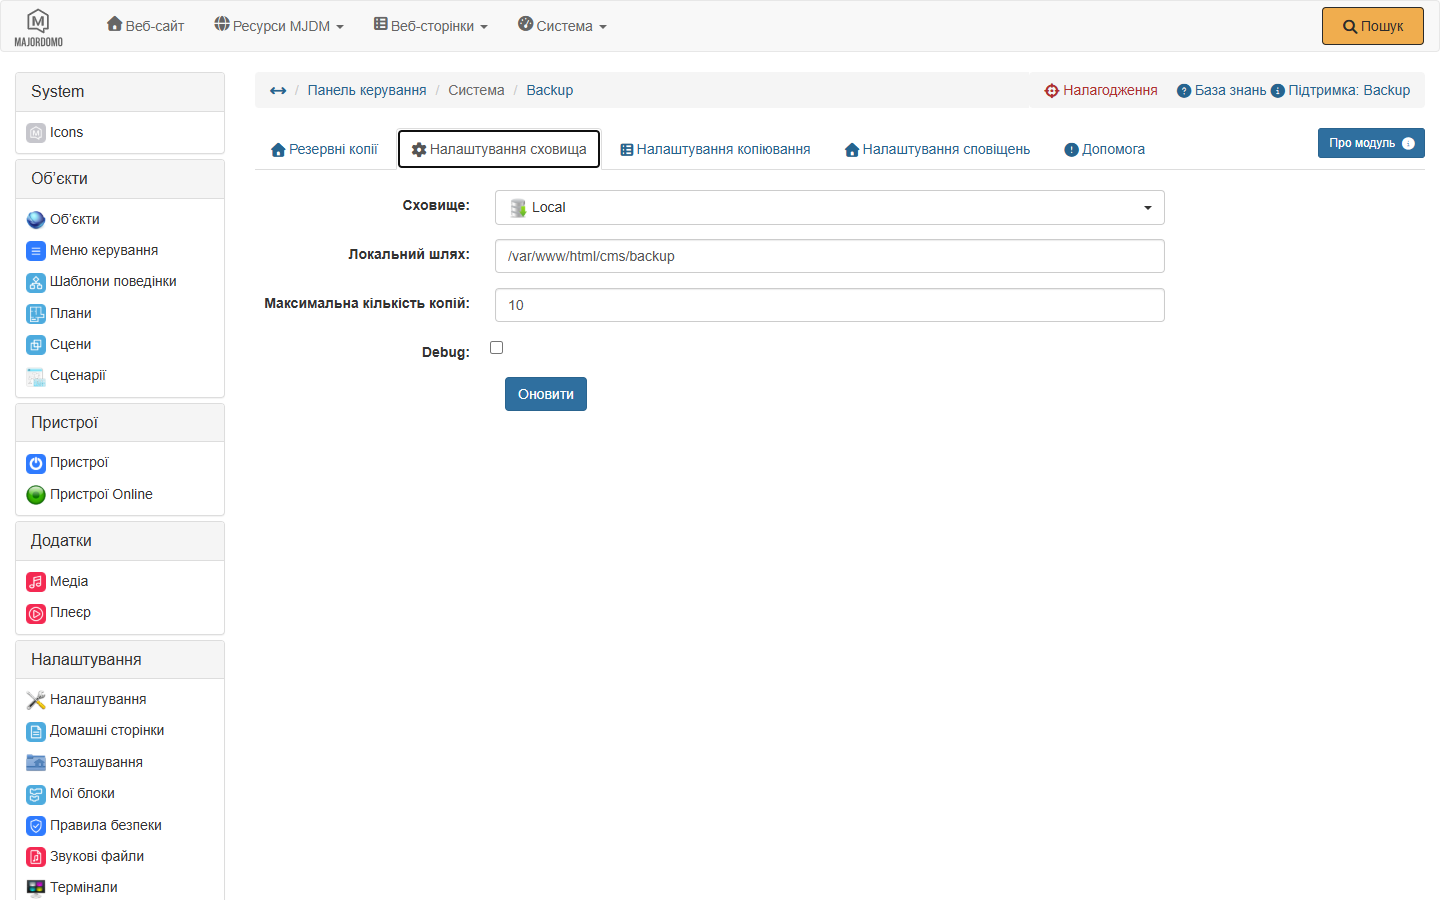 MAJORDOMO
Веб-сайт
Ресурси MJDM
Веб-сторінки
Система
Пошук
System
Icons
Об’єкти
Об’єкти
Меню керування
Шаблони поведінки
Плани
Сцени
Сценарії
Пристрої
Пристрої
Пристрої Online
Додатки
Медіа
Плеєр
Налаштування
Налаштування
Домашні сторінки
Розташування
Мої блоки
Правила безпеки
Звукові файли
Термінали
/ Панель керування / Система / Backup
Налагодження
База знань
Підтримка: Backup
Резервні копії
Налаштування сховища
Налаштування копіювання
Налаштування сповіщень
Допомога
Про модуль
Сховище:
Local
Локальний шлях:
/var/www/html/cms/backup
Максимальна кількість копій:
10
Debug:
Оновити